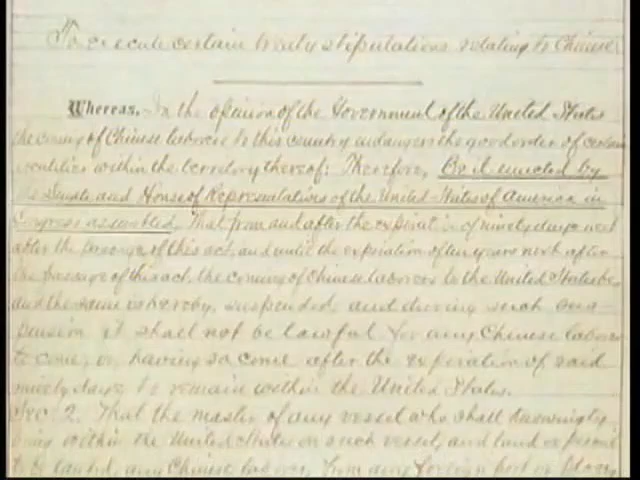 To execute certain treaty stipulations relating to Chinese.
Whereas, In the opinion of the Government of the United States
the coming of Chinese laborers to this country endangers the good order of certain
localities within the territory thereof: Therefore, Be it enacted by
the Senate and House of Representatives of the United States of America in
Congress assembled, That from and after the expiration of ninety days next
after the passage of this act, and until the expiration of ten years next after
the passage of this act, the coming of Chinese laborers to the United States be,
and the same is hereby, suspended, and during such sus-
pension it shall not be lawful for any Chinese laborer
to come, or having so come after the expiration of said
ninety days, to remain within the United States.
Sec. 2. That the master of any vessel who shall knowingly
bring within the United States on such vessel, and land or permit
to be landed, any Chinese laborer, from any foreign port or place,